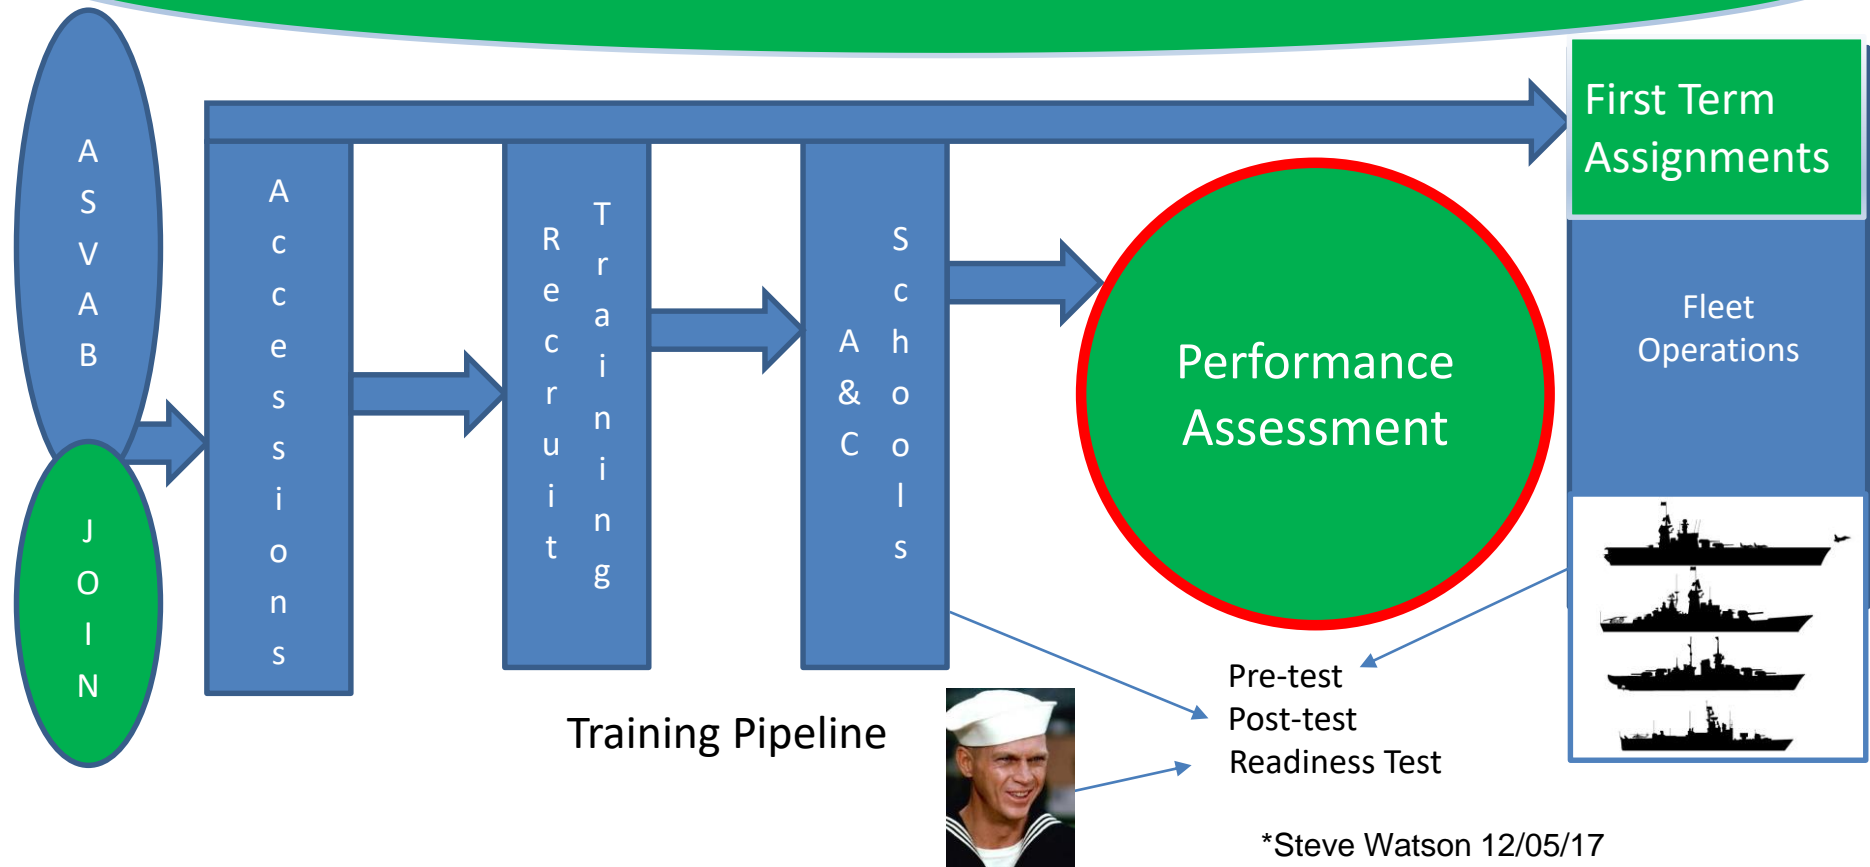 ASVAB
JOIN
Accessions
Recruit
Training
A&C
Schools
Performance
Assessment
First Term
Assignments
Fleet
Operations
Training Pipeline
Pre-test
Post-test
Readiness Test
*Steve Watson 12/05/17